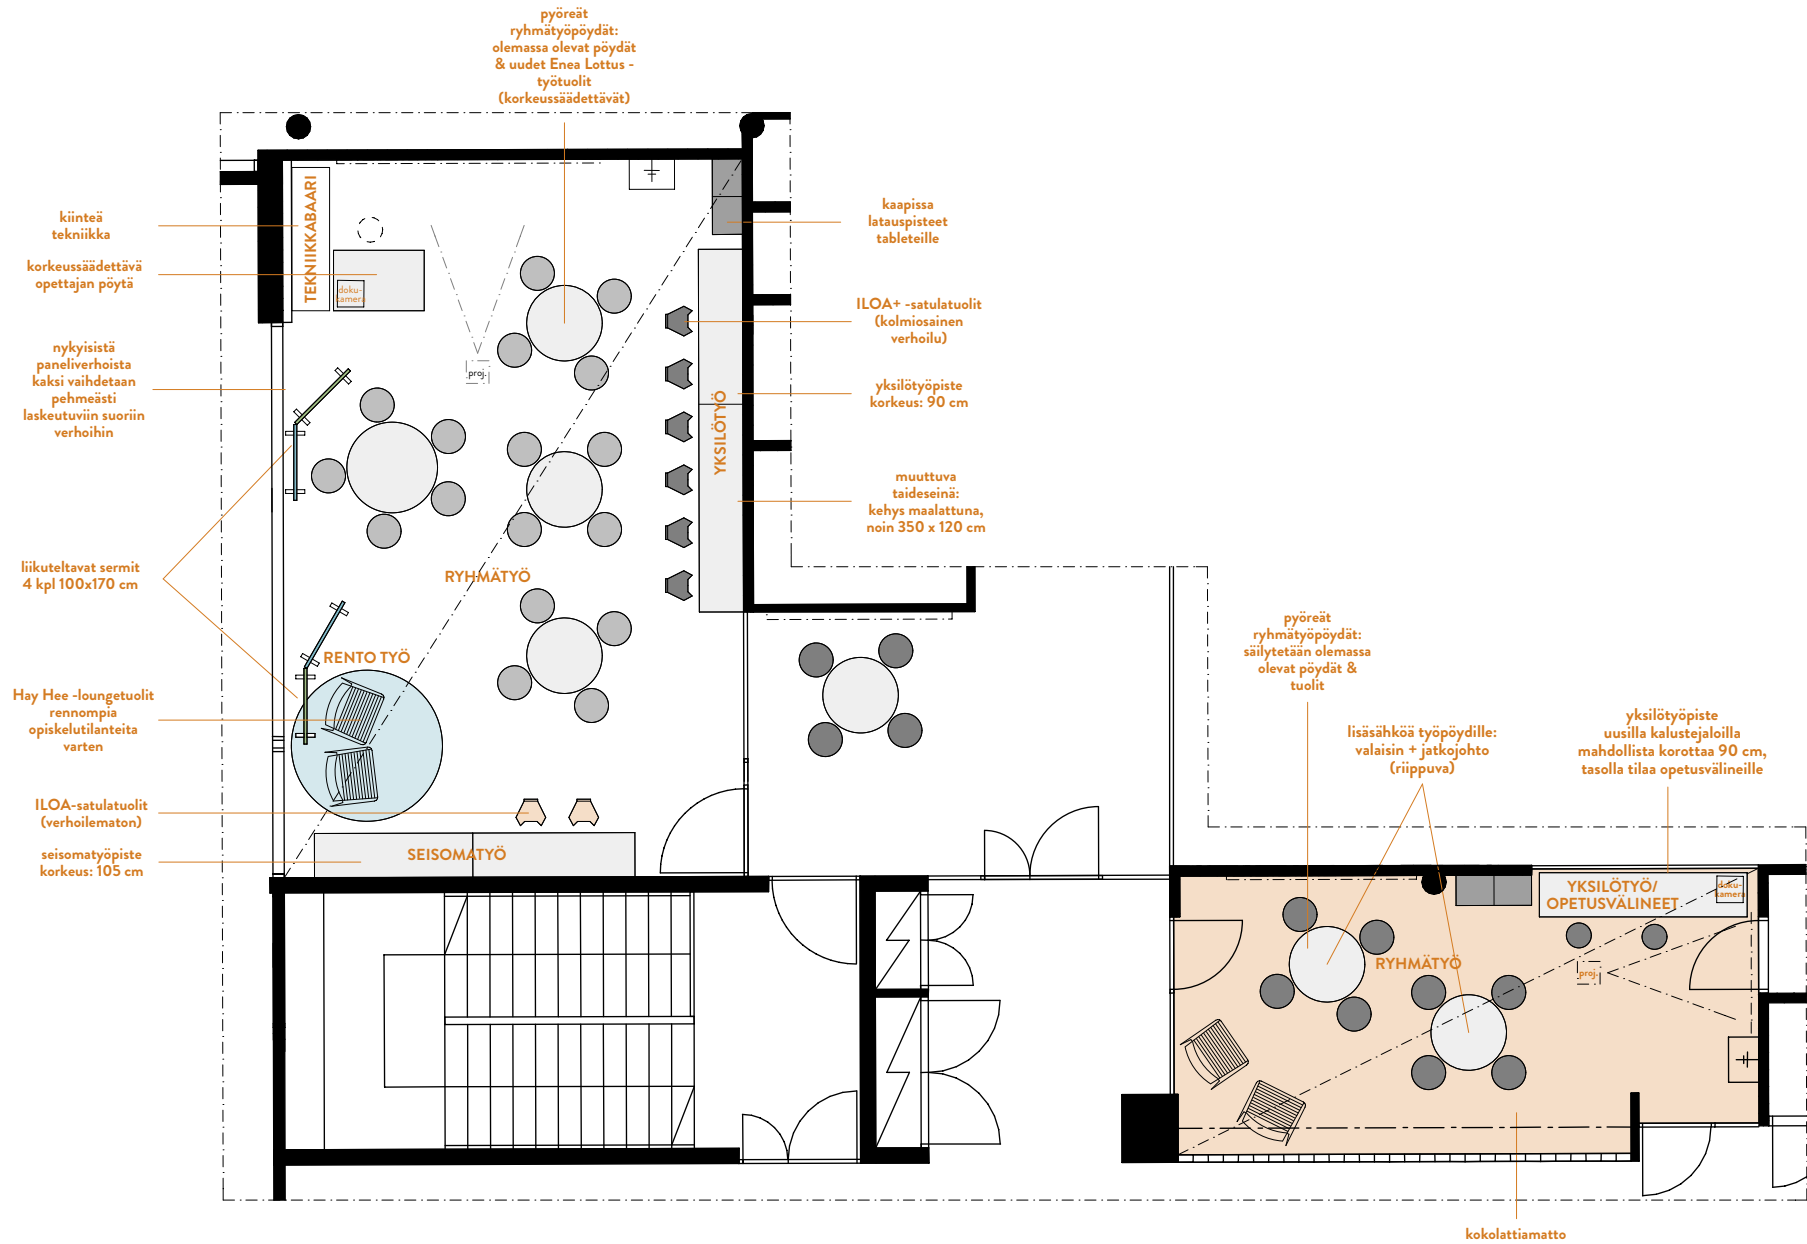 pyöreät
ryhmätyöpöydät:
olemassa olevat pöydät
& uudet Enea Lottus -
työtuolit
(korkeussäädettävät)
kiinteä
tekniikka
korkeussäädettävä
opettajan pöytä
nykyisistä
paneliverhoista
kaksi vaihdetaan
pehmeästi
laskeutuviin suoriin
verhoihin
liikuteltavat sermit
4 kpl 100x170 cm
Hay Hee -loungetuolit
rennompia
opiskelutilanteita
varten
ILOA-satulatuolit
(verhoilematon)
seisomatyöpiste
korkeus: 105 cm
TEKNIIKKABAARI
doku-
kamera
proj.
RYHMÄTYÖ
RENTO TYÖ
SEISOMATYÖ
YKSILÖTYÖ
kaapissa
latauspisteet
tableteille
ILOA+ -satulatuolit
(kolmiosainen
verhoilu)
yksilötyöpiste
korkeus: 90 cm
muuttuva
taideseinä:
kehys maalattuna,
noin 350 x 120 cm
pyöreät
ryhmätyöpöydät:
säilytetään olemassa
olevat pöydät &
tuolit
lisäsähköä työpöydille:
valaisin + jatkojohto
(riippuva)
yksilötyöpiste
uusilla kalustejaloilla
mahdollista korottaa 90 cm,
tasolla tilaa opetusvälineille
YKSILÖTYÖ/
OPETUSVÄLINEET
doku-
kamera
RYHMÄTYÖ
proj.
kokolattiamatto